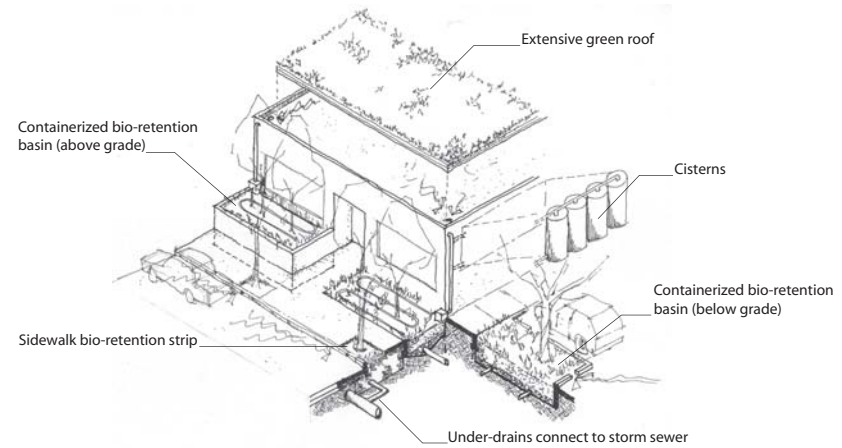 Extensive green roof
Containerized bio-retention
basin (above grade)
Cisterns
Containerized bio-retention
basin (below grade)
Sidewalk bio-retention strip
Under-drains connect to storm sewer